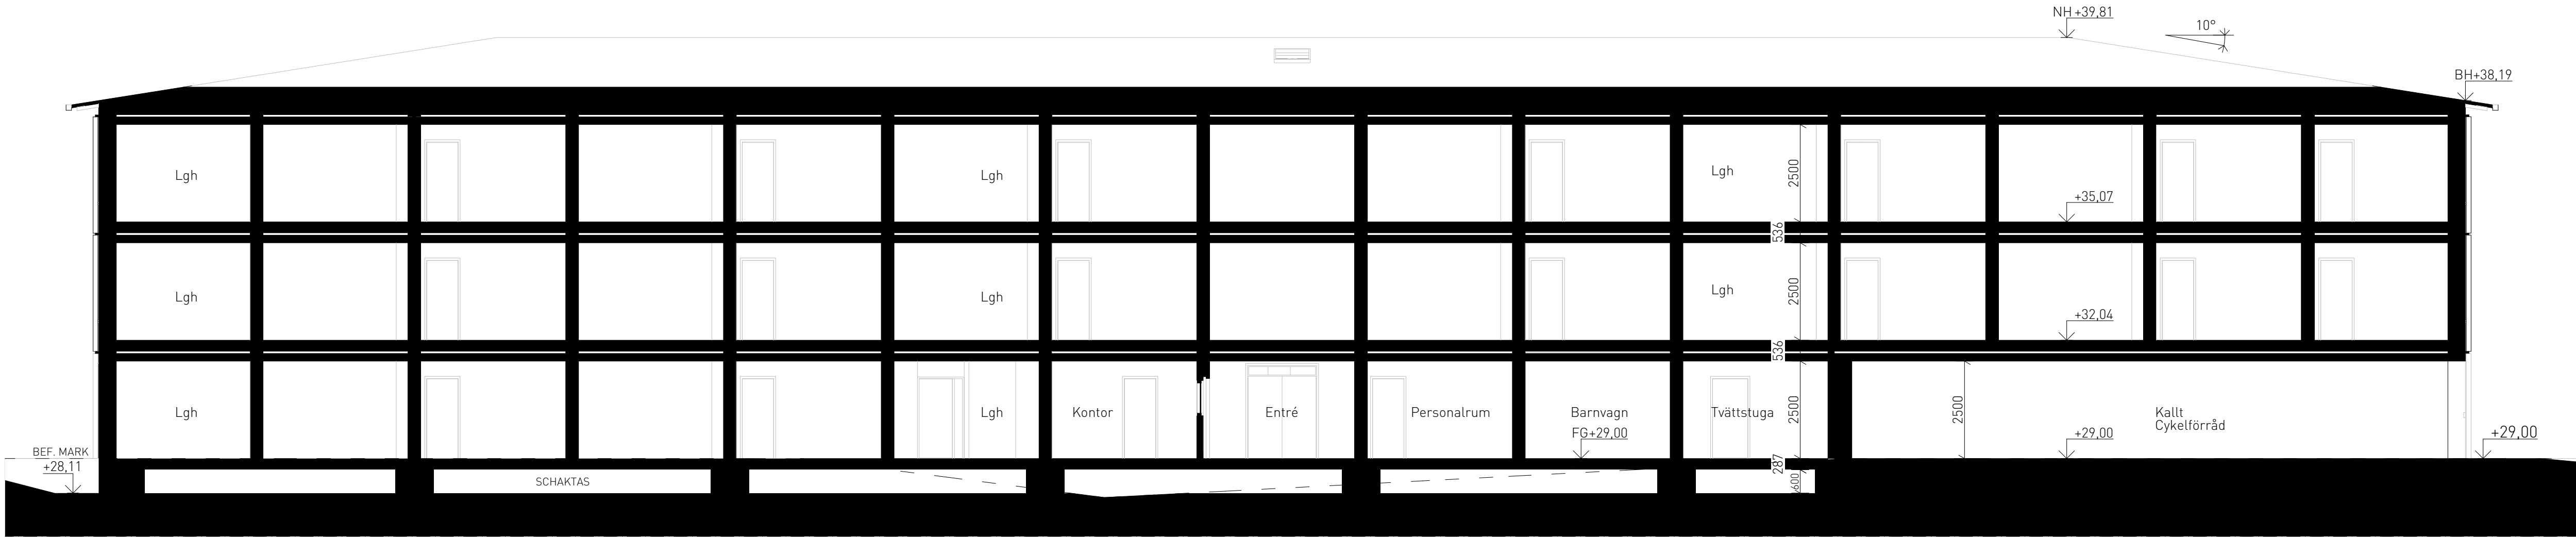 NH +39,81
10°
BH+38,19
Lgh
Lgh
Lgh
2500
+35,07
536
Lgh
Lgh
Lgh
2500
+32,04
536
Lgh
Lgh
Kontor
Entré
Personalrum
Barnvagn
Tvättstuga
2500
2500
Kallt
Cykelförråd
FG+29,00
+29,00
+29,00
BEF. MARK
+28,11
287
SCHAKTAS
600